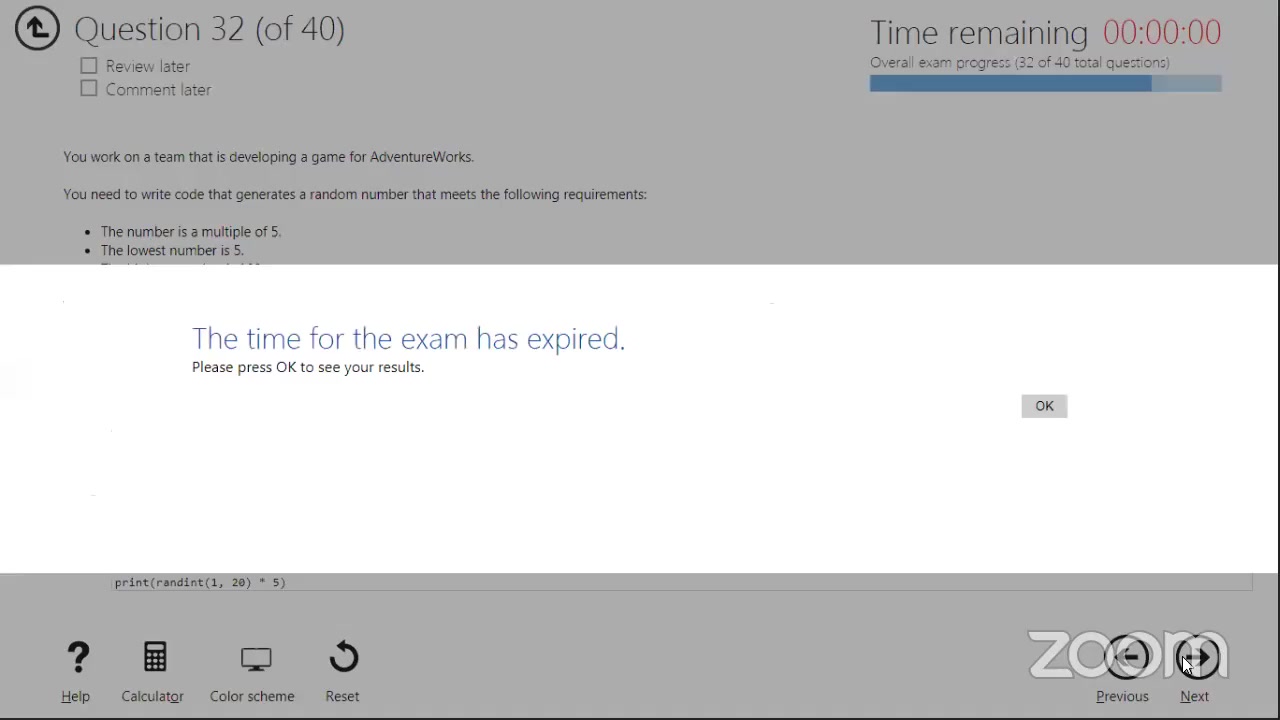 Question 32 (of 40)
Time remaining 00:00:00
Review later
Overall exam progress (32 of 40 total questions)
Comment later
You work on a team that is developing a game for AdventureWorks.
You need to write code that generates a random number that meets the following requirements:
• The number is a multiple of 5.
• The lowest number is 5.
The time for the exam has expired.
Please press OK to see your results.
OK
print(randint(1, 20) * 5)
zoom
Help
Calculator
Color scheme
Reset
Previous
Next